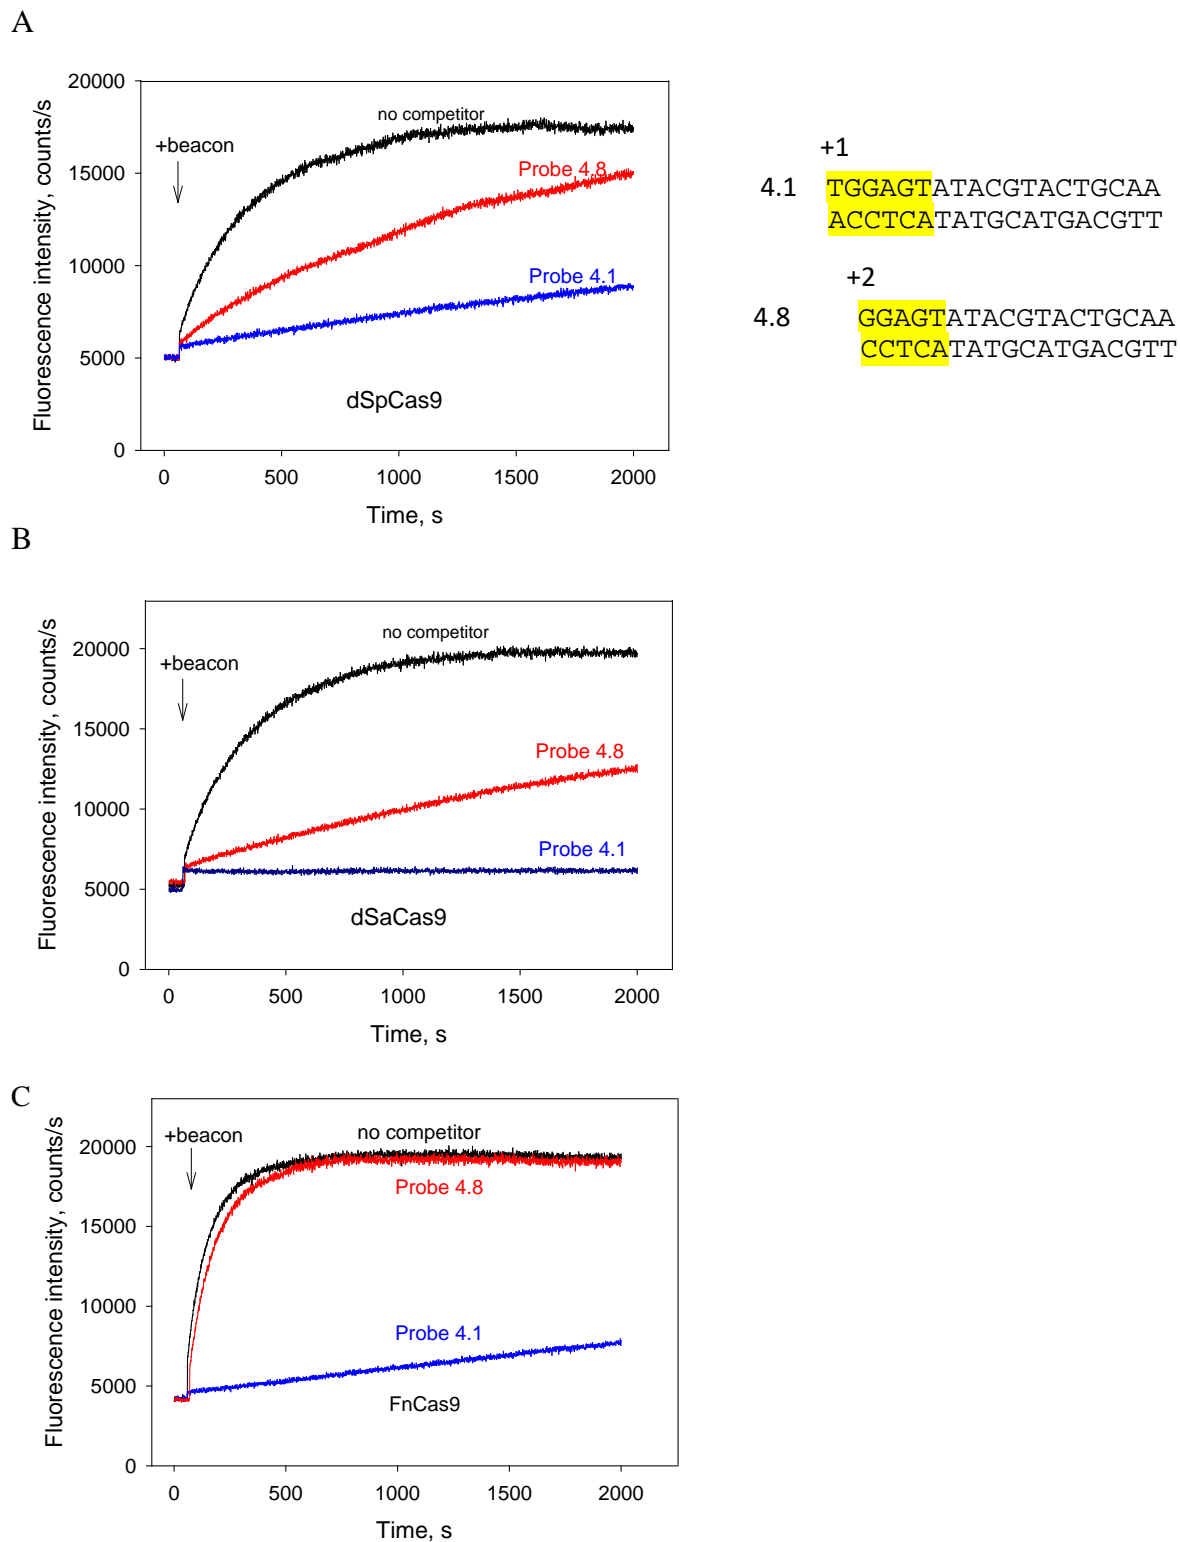 A
Fluorescence intensity, counts/s
20000
15000
10000
5000
0
+beacon
no competitor
Probe 4.8
Probe 4.1
dSpCas9
0 500 1000 1500 2000
Time, s
+1
4.1 TGGAGTATACGTACTGCAA
ACCTCATATGCATGACGTT
+2
4.8 GGAGTATACGTACTGCAA
CCTCATATGCATGACGTT
B
Fluorescence intensity, counts/s
20000
15000
10000
5000
0
+beacon
no competitor
Probe 4.8
Probe 4.1
dSaCas9
0 500 1000 1500 2000
Time, s
C
Fluorescence intensity, counts/s
20000
15000
10000
5000
0
+beacon
no competitor
Probe 4.8
Probe 4.1
FnCas9
0 500 1000 1500 2000
Time, s